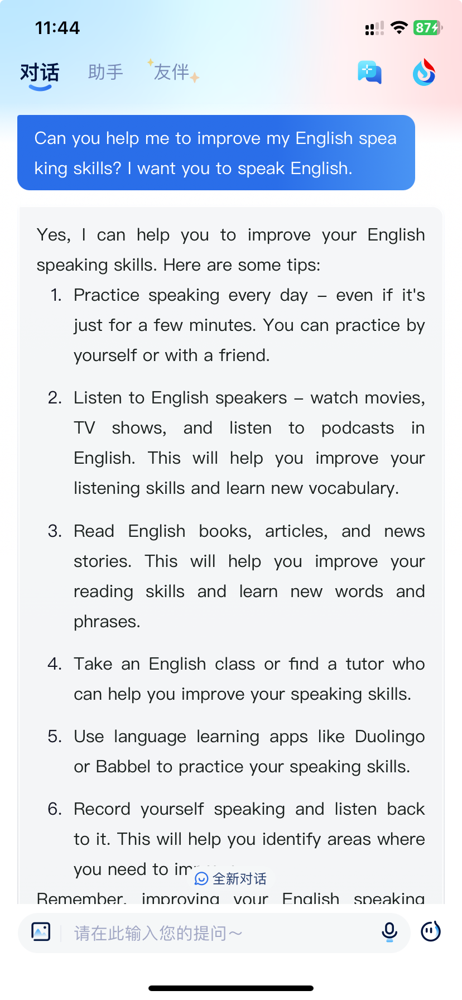 11:44
87
对话 助手 友伴
Can you help me to improve my English spea
king skills? I want you to speak English.
Yes, I can help you to improve your English
speaking skills. Here are some tips:
1. Practice speaking every day – even if it's
just for a few minutes. You can practice by
yourself or with a friend.
2. Listen to English speakers – watch movies,
TV shows, and listen to podcasts in
English. This will help you improve your
listening skills and learn new vocabulary.
3. Read English books, articles, and news
stories. This will help you improve your
reading skills and learn new words and
phrases.
4. Take an English class or find a tutor who
can help you improve your speaking skills.
5. Use language learning apps like Duolingo
or Babbel to practice your speaking skills.
6. Record yourself speaking and listen back
to it. This will help you identify areas where
you need to
全新对话
Remember, improving your English speaking
请在此输入您的提问～